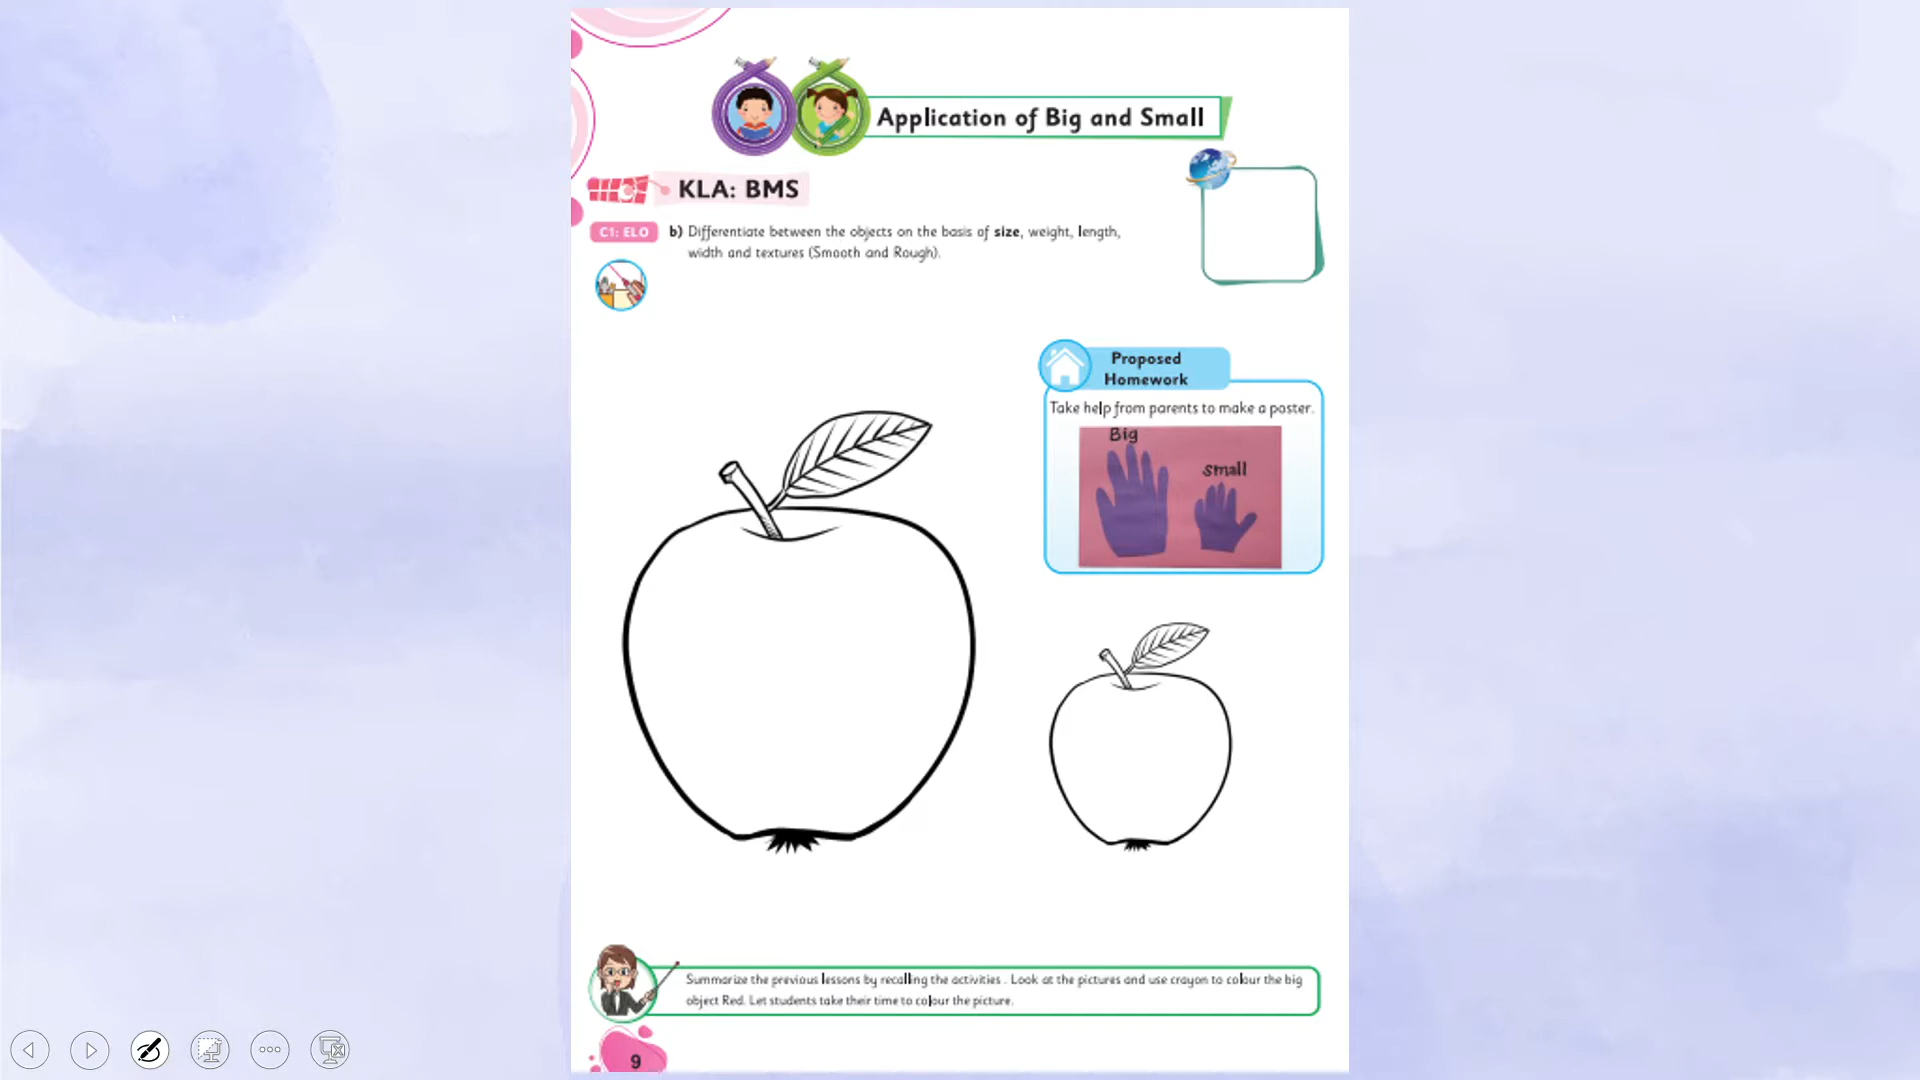 Application of Big and Small
KLA: BMS
C1: ELO
b) Differentiate between the objects on the basis of size, weight, length,
width and textures (Smooth and Rough).
Proposed
Homework
Take help from parents to make a poster.
Big
small
Summarize the previous lessons by recalling the activities . Look at the pictures and use crayon to colour the big
object Red. Let students take their time to colour the picture.
9